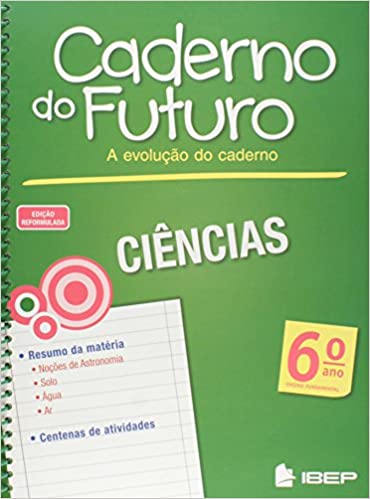 Caderno
do Futuro
A evolução do caderno
EDIÇÃO
REFORMULADA
CIÊNCIAS
• Resumo da matéria
• Noções de Astronomia
• Solo
• Água
• Ar
• Centenas de atividades
6º
ano
ENSINO FUNDAMENTAL
IBEP